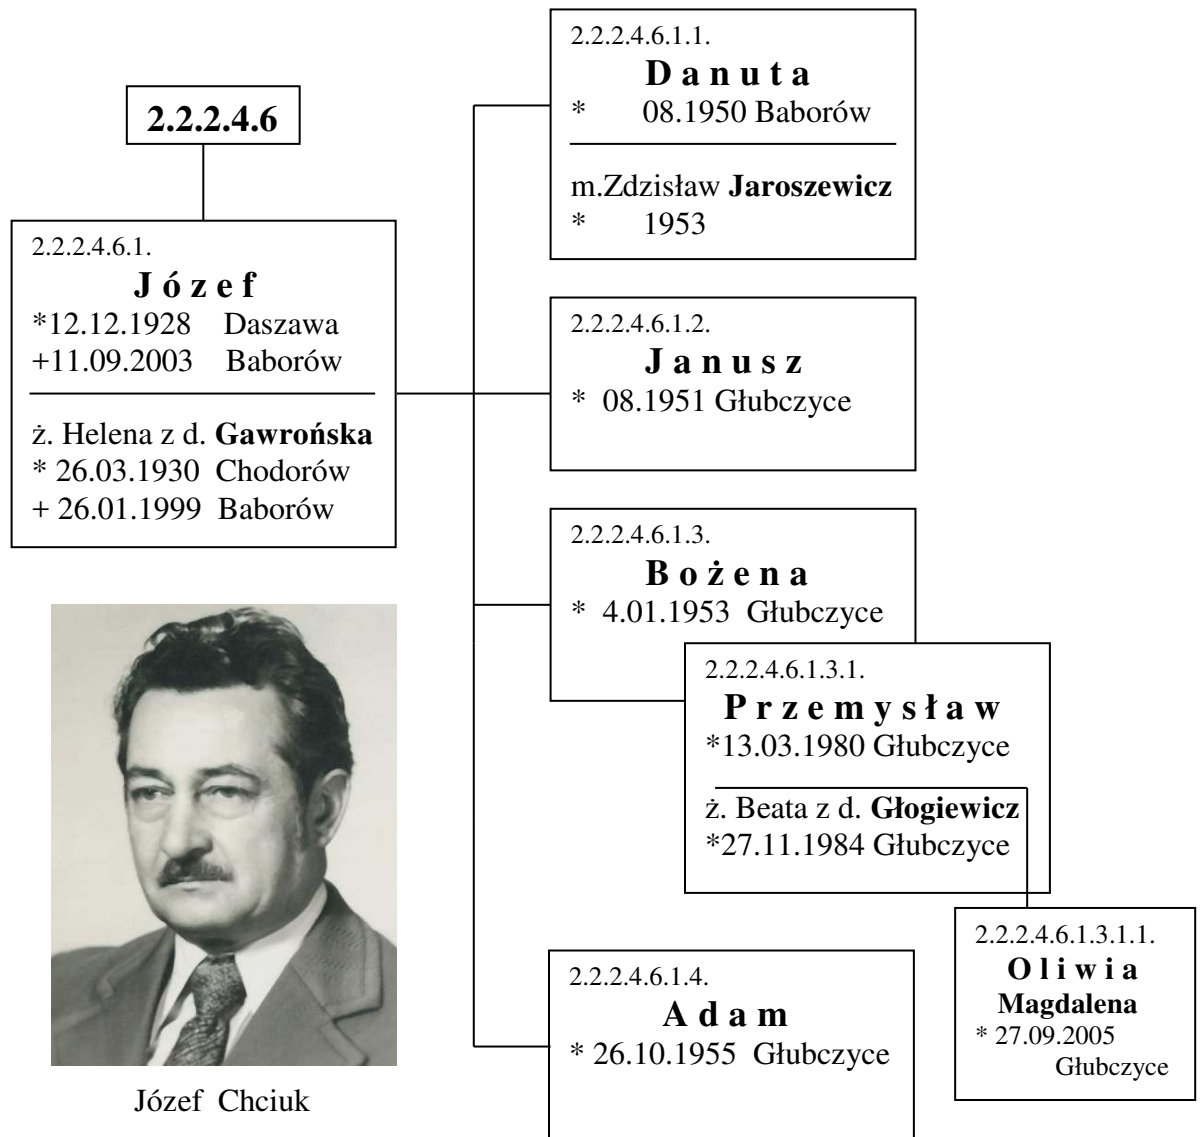 2.2.2.4.6
2.2.2.4.6.1.
J ó z e f
*12.12.1928 Daszawa
+11.09.2003 Baborów
ż. Helena z d. Gawrońska
* 26.03.1930 Chodorów
+ 26.01.1999 Baborów
Józef Chciuk
2.2.2.4.6.1.1.
D a n u t a
* 08.1950 Baborów
m.Zdzisław Jaroszewicz
* 1953
2.2.2.4.6.1.2.
J a n u s z
* 08.1951 Głubczyce
2.2.2.4.6.1.3.
B o ż e n a
* 4.01.1953 Głubczyce
2.2.2.4.6.1.3.1.
P r z e m y s ł a w
*13.03.1980 Głubczyce
ż. Beata z d. Głogiewicz
*27.11.1984 Głubczyce
2.2.2.4.6.1.3.1.1.
O l i w i a
Magdalena
* 27.09.2005
Głubczyce
2.2.2.4.6.1.4.
A d a m
* 26.10.1955 Głubczyce